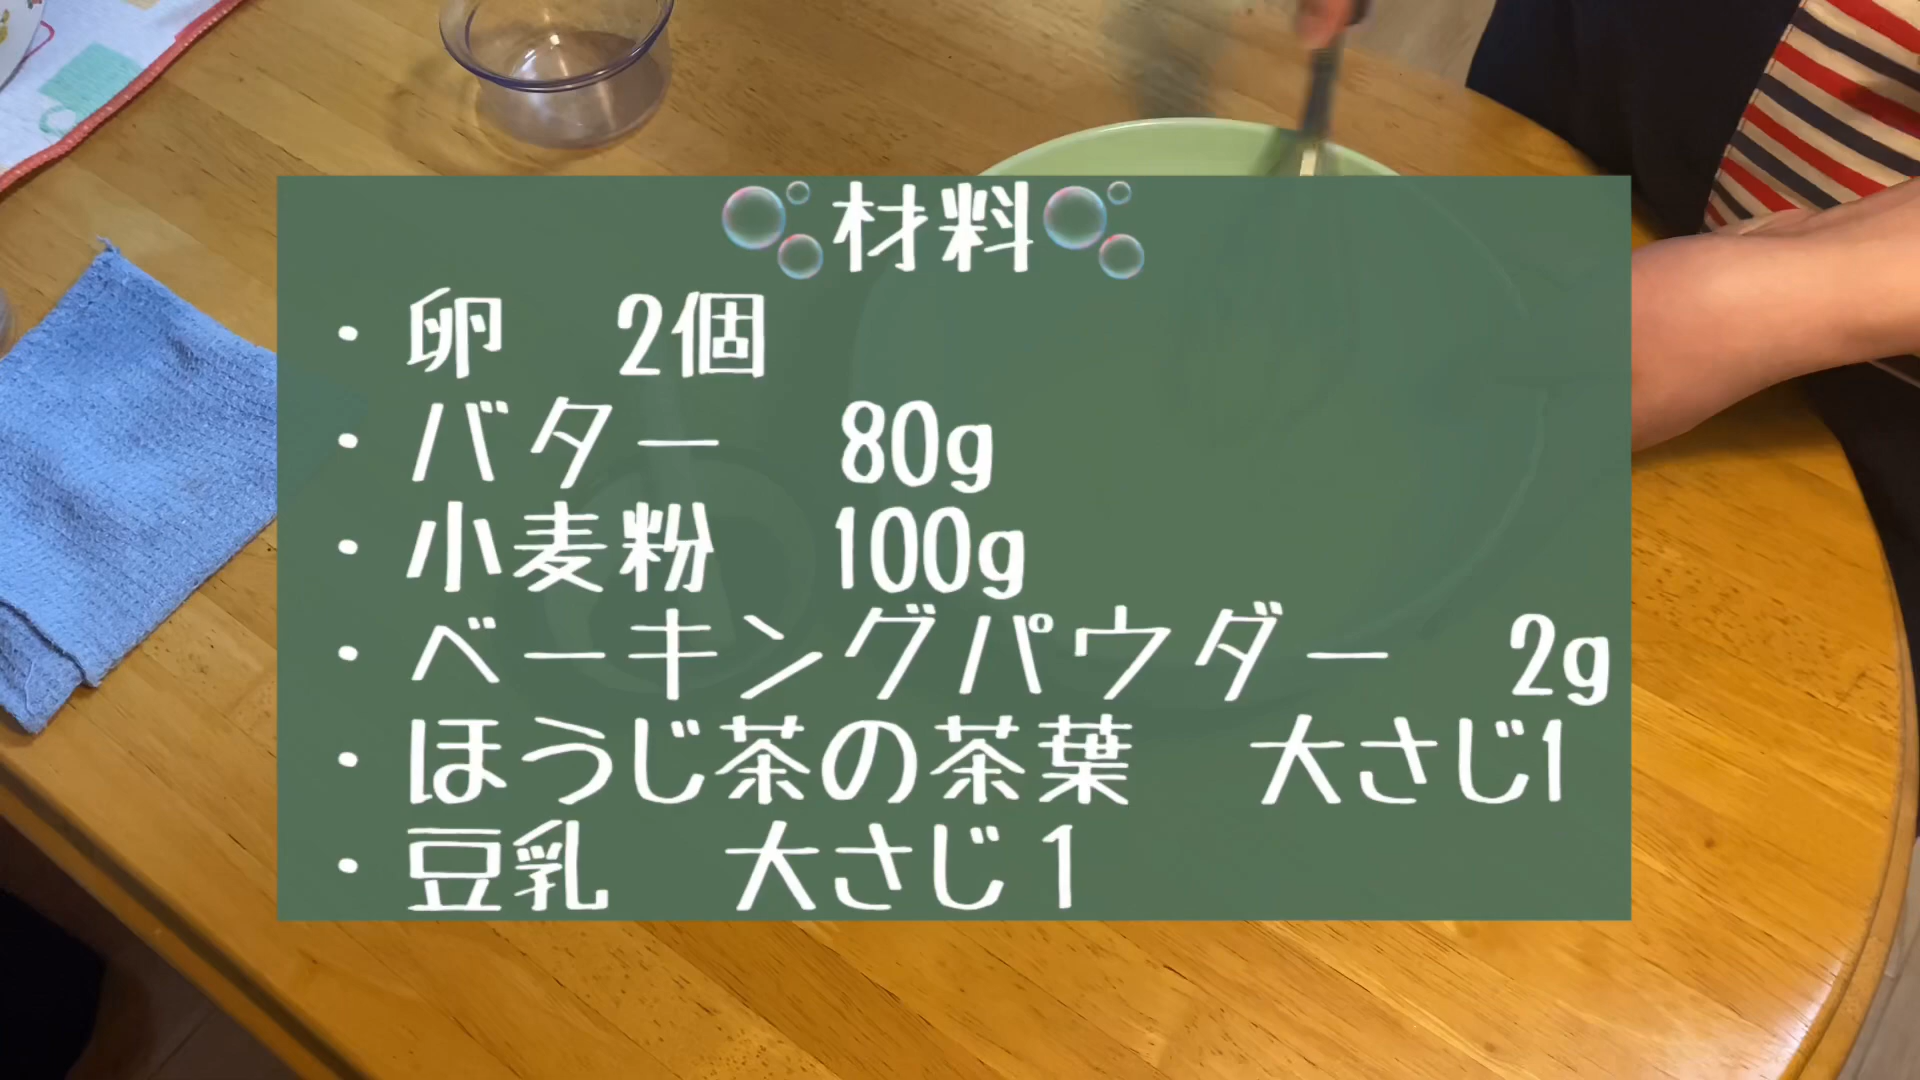 🫧材料🫧
・卵　2個
・バター　80g
・小麦粉　100g
・ベーキングパウダー　2g
・ほうじ茶の茶葉　大さじ1
・豆乳　大さじ1